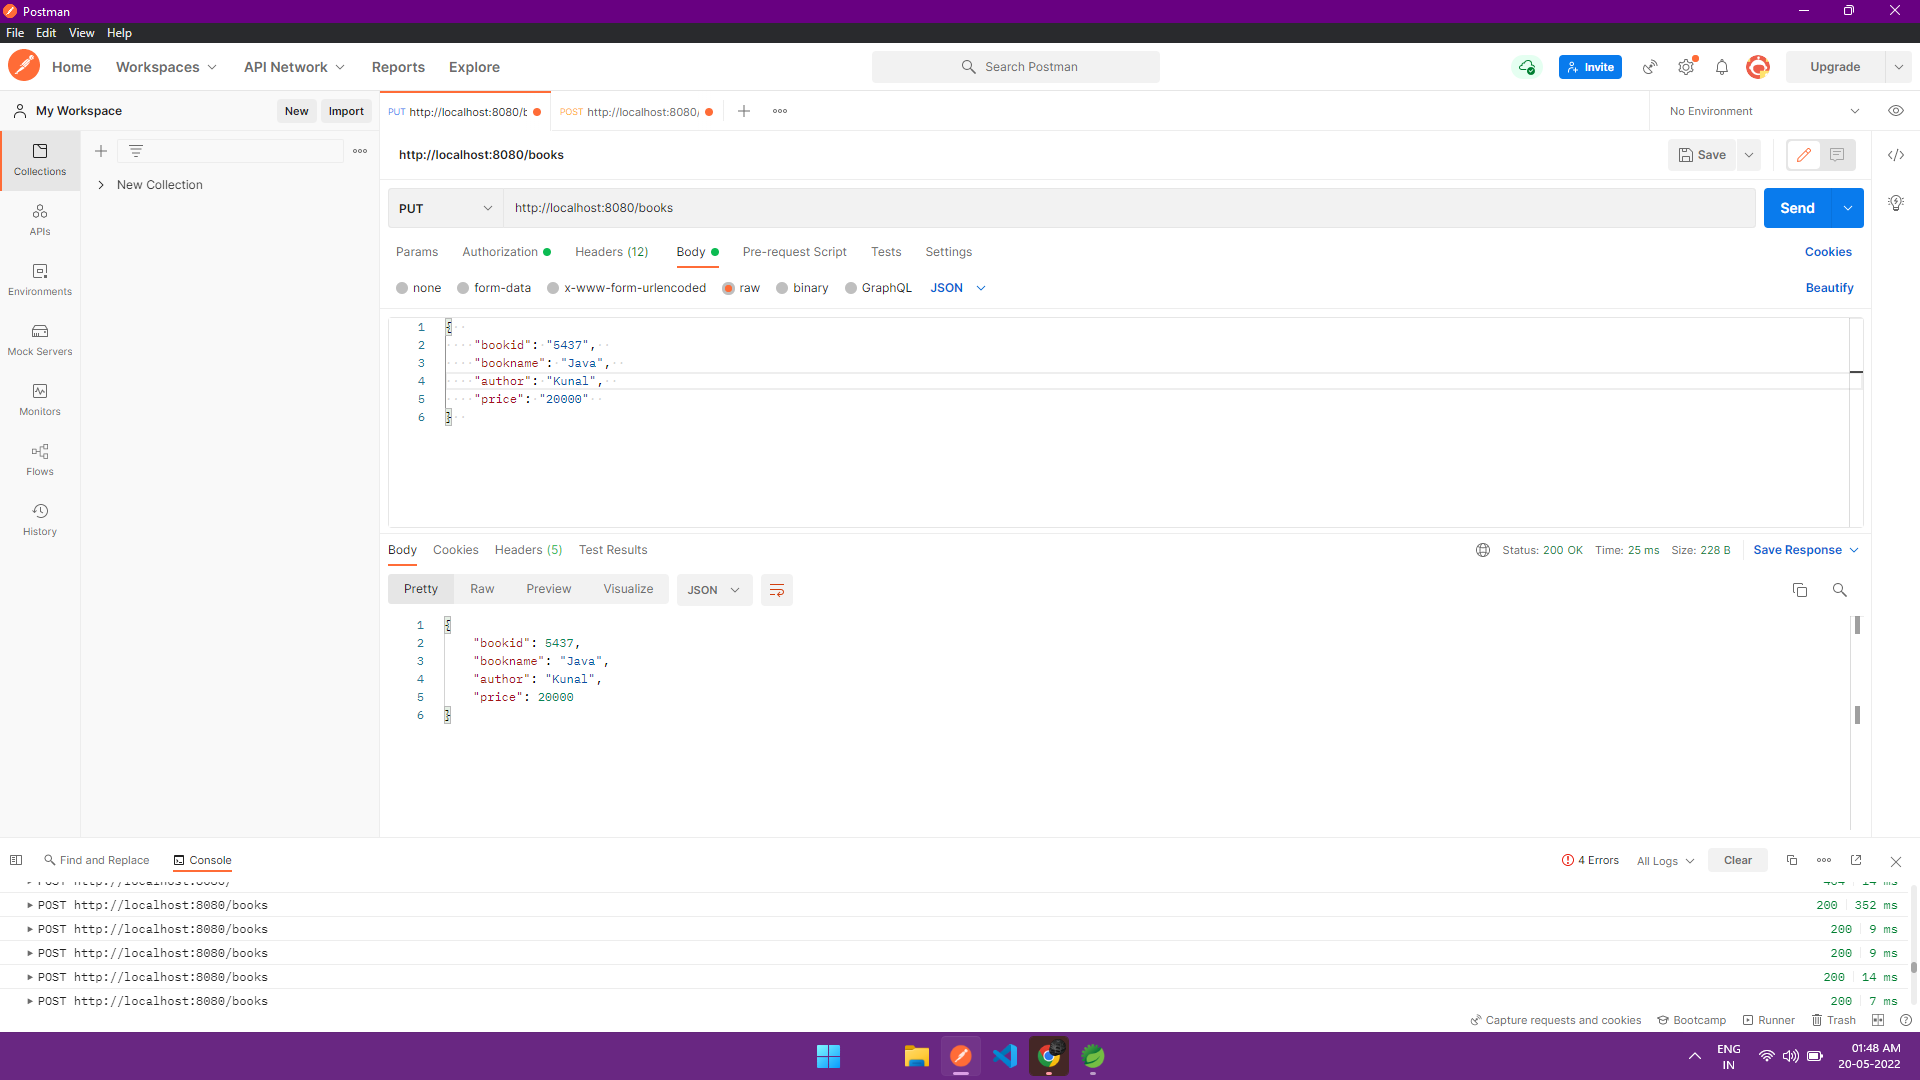 Postman
File Edit View Help
Home Workspaces API Network Reports Explore Search Postman Invite Upgrade
My Workspace New Import PUT http://localhost:8080/b POST http://localhost:8080/ No Environment
Collections
New Collection
APIs
Environments
Mock Servers
Monitors
Flows
History
http://localhost:8080/books Save
PUT http://localhost:8080/books Send
Params Authorization Headers (12) Body Pre-request Script Tests Settings Cookies
none form-data x-www-form-urlencoded raw binary GraphQL JSON Beautify
1 {
2 "bookid": "5437",
3 "bookname": "Java",
4 "author": "Kunal",
5 "price": "20000"
6 }
Body Cookies Headers (5) Test Results Status: 200 OK Time: 25 ms Size: 228 B Save Response
Pretty Raw Preview Visualize JSON
1 {
2 "bookid": 5437,
3 "bookname": "Java",
4 "author": "Kunal",
5 "price": 20000
6 }
Find and Replace Console 4 Errors All Logs Clear
POST http://localhost:8080/ 404 14 ms
POST http://localhost:8080/books 200 352 ms
POST http://localhost:8080/books 200 9 ms
POST http://localhost:8080/books 200 9 ms
POST http://localhost:8080/books 200 14 ms
POST http://localhost:8080/books 200 7 ms
Capture requests and cookies Bootcamp Runner Trash
ENG
IN
01:48 AM
20-05-2022